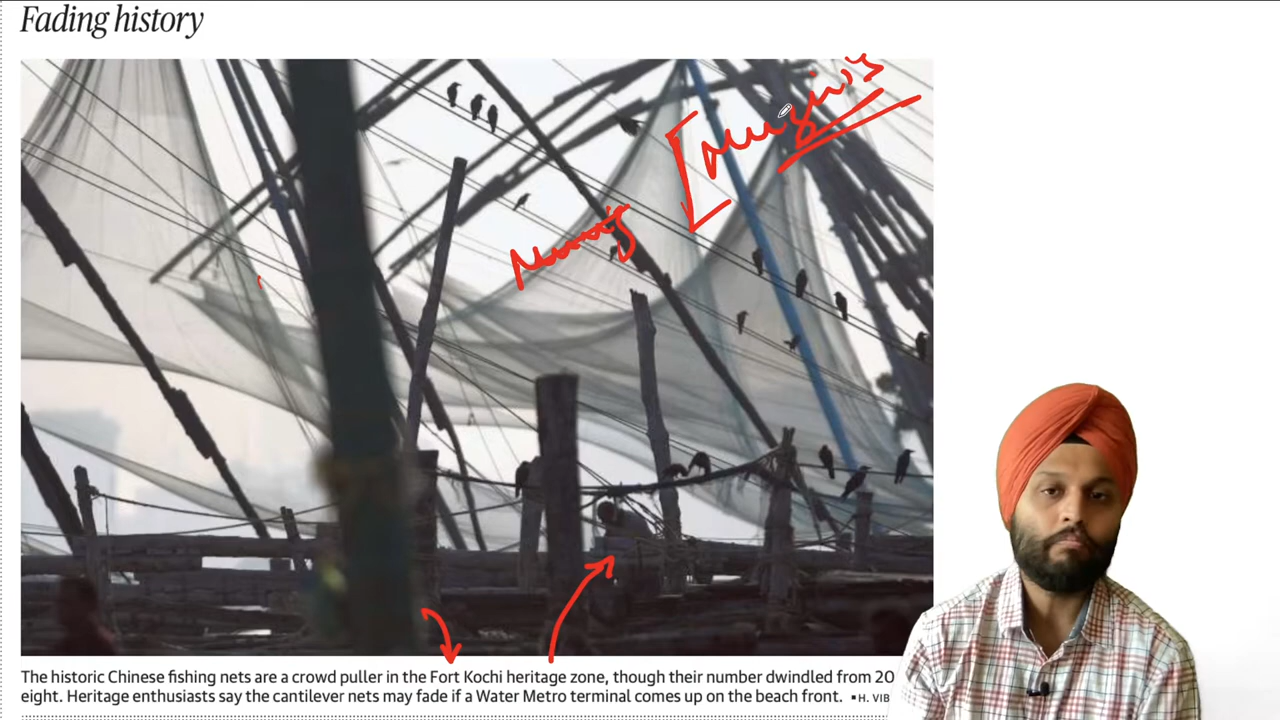 Fading history
The historic Chinese fishing nets are a crowd puller in the Fort Kochi heritage zone, though their number dwindled from 20
eight. Heritage enthusiasts say the cantilever nets may fade if a Water Metro terminal comes up on the beach front. ▪H. VIB